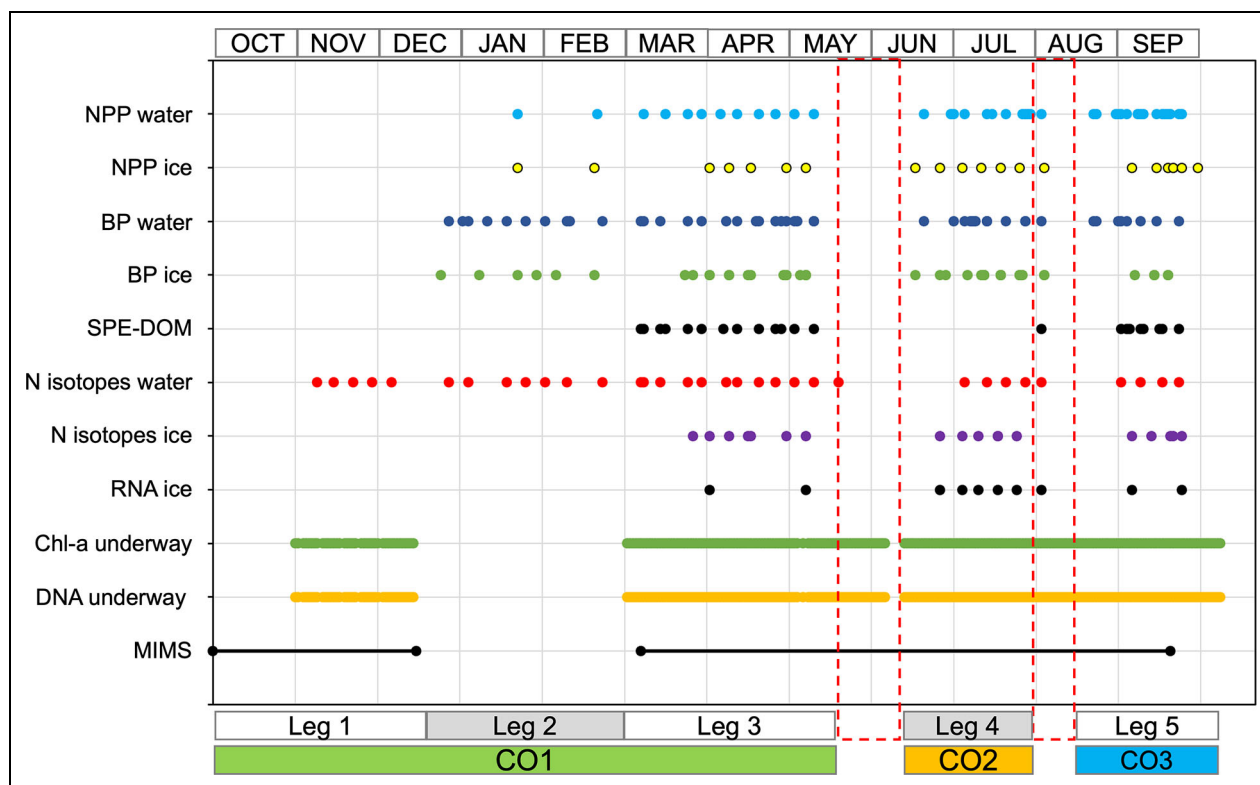 OCT NOV DEC JAN FEB MAR APR MAY JUN JUL AUG SEP
NPP water
NPP ice
BP water
BP ice
SPE-DOM
N isotopes water
N isotopes ice
RNA ice
Chl-a underway
DNA underway
MIMS
Leg 1 Leg 2 Leg 3 Leg 4 Leg 5
CO1 CO2 CO3